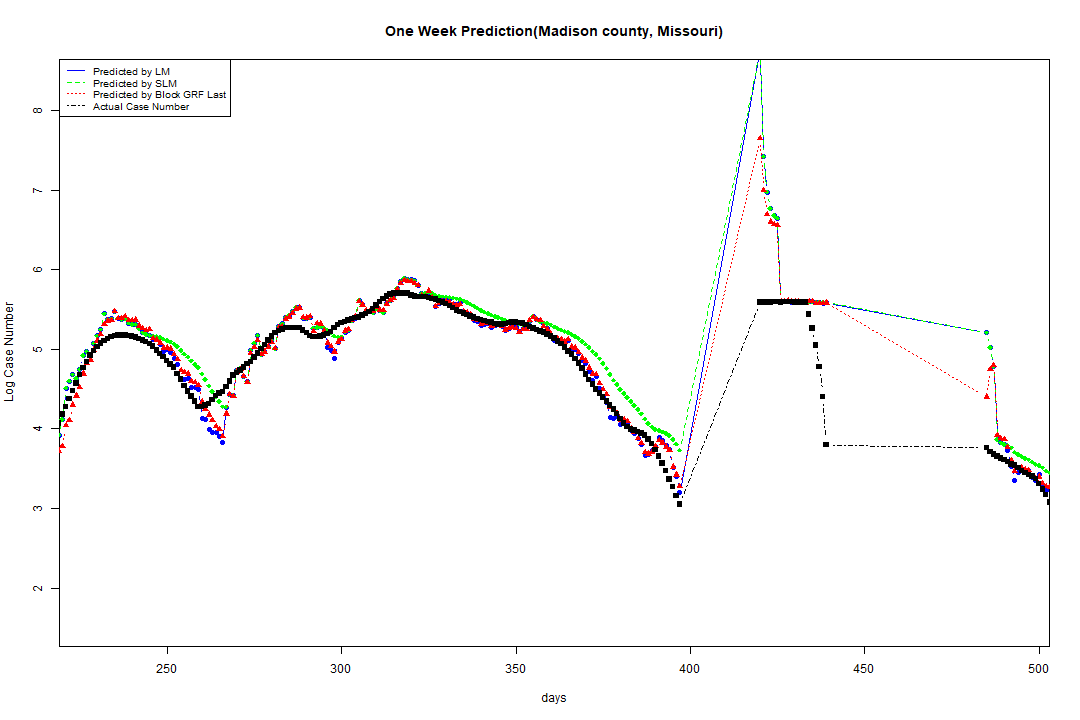 One Week Prediction(Madison county, Missouri)
Predicted by LM
Predicted by SLM
Predicted by Block GRF Last
Actual Case Number
Log Case Number
8
7
6
5
4
3
2
250 300 350 400 450 500
days